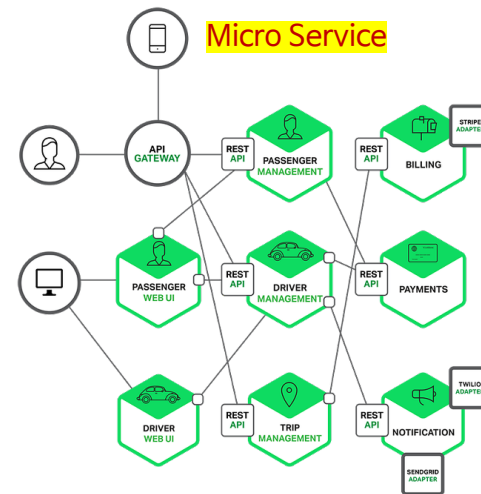 Micro Service
API
GATEWAY
REST
API
PASSENGER
MANAGEMENT
REST
API
BILLING
STRIPE
ADAPTER
PASSENGER
WEB UI
REST
API
DRIVER
MANAGEMENT
REST
API
PAYMENTS
DRIVER
WEB UI
REST
API
TRIP
MANAGEMENT
REST
API
NOTIFICATION
TWILIO
ADAPTER
SENDGRID
ADAPTER